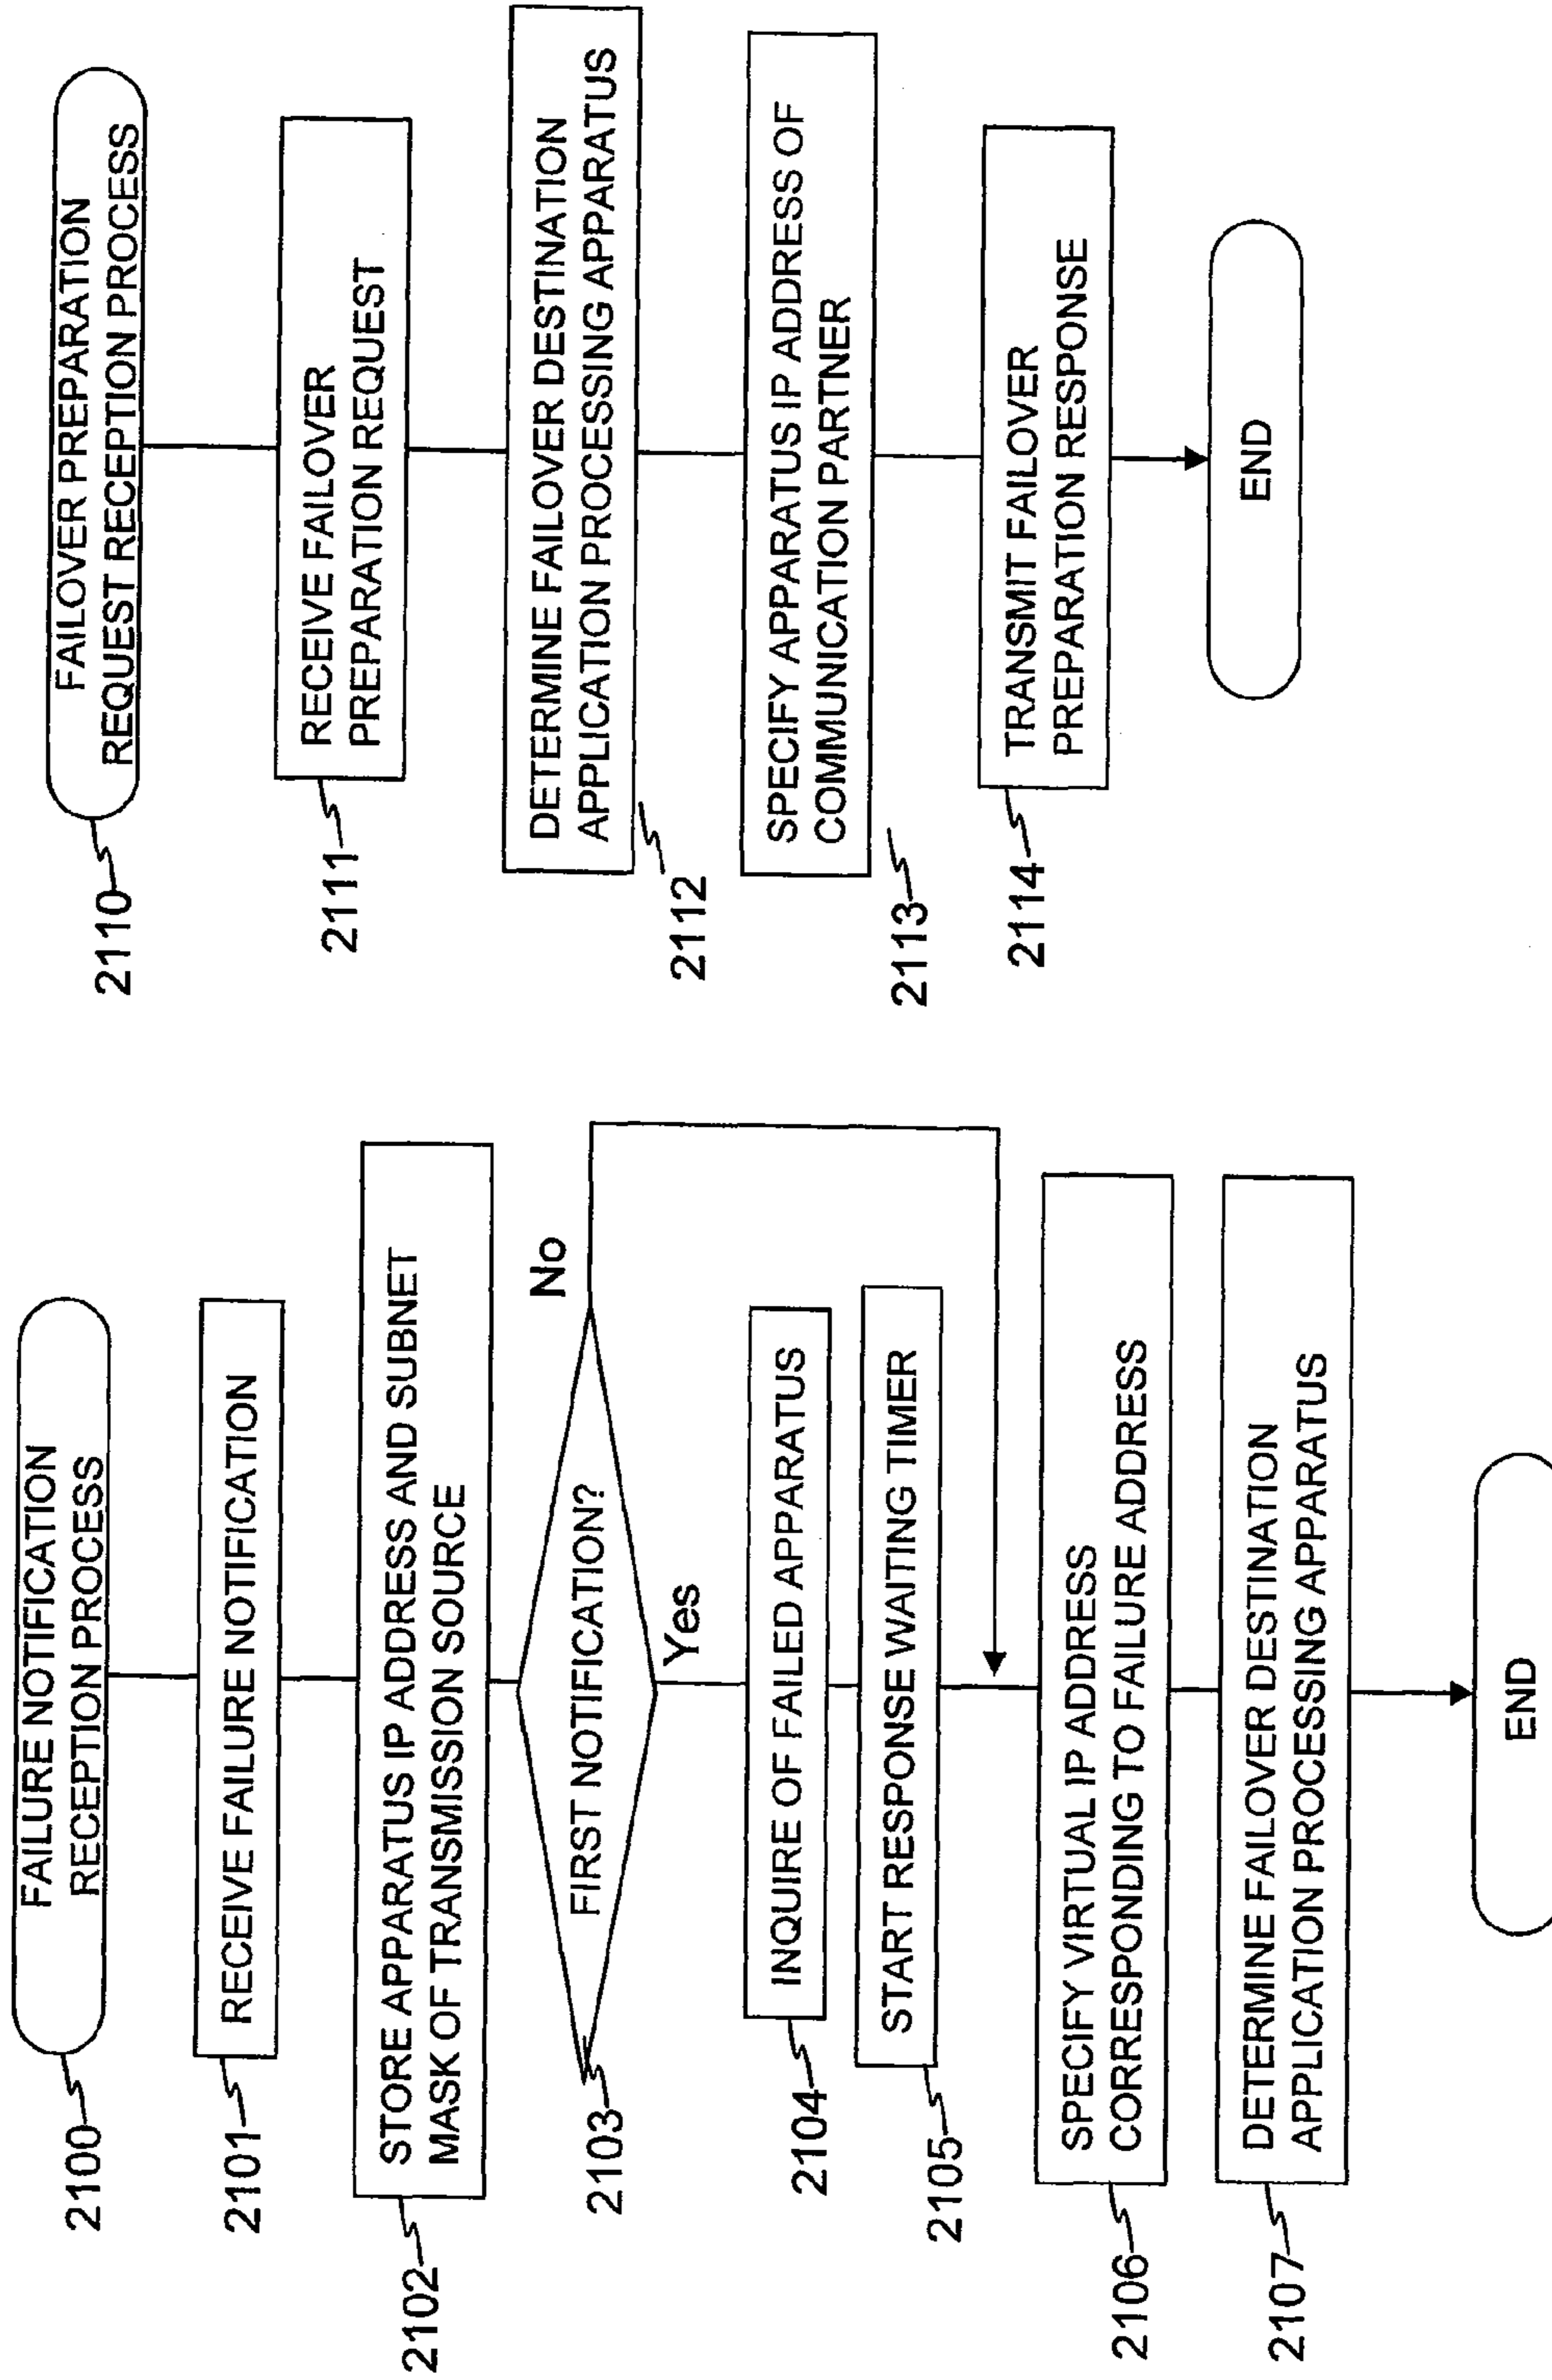 2100
FAILURE NOTIFICATION
RECEPTION PROCESS
2101
RECEIVE FAILURE NOTIFICATION
2102
STORE APPARATUS IP ADDRESS AND SUBNET
MASK OF TRANSMISSION SOURCE
2103
FIRST NOTIFICATION?
No
Yes
2104
INQUIRE OF FAILED APPARATUS
2105
START RESPONSE WAITING TIMER
2106
SPECIFY VIRTUAL IP ADDRESS
CORRESPONDING TO FAILURE ADDRESS
2107
DETERMINE FAILOVER DESTINATION
APPLICATION PROCESSING APPARATUS
END
2110
FAILOVER PREPARATION
REQUEST RECEPTION PROCESS
2111
RECEIVE FAILOVER
PREPARATION REQUEST
2112
DETERMINE FAILOVER DESTINATION
APPLICATION PROCESSING APPARATUS
2113
SPECIFY APPARATUS IP ADDRESS OF
COMMUNICATION PARTNER
2114
TRANSMIT FAILOVER
PREPARATION RESPONSE
END